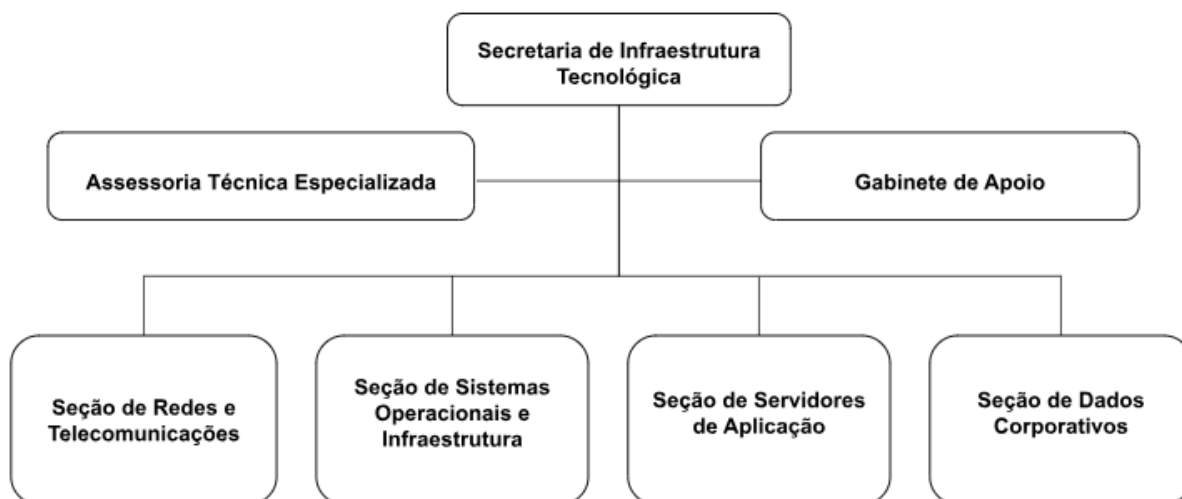 Secretaria de Infraestrutura
Tecnológica
Assessoria Técnica Especializada
Gabinete de Apoio
Seção de Redes e
Telecomunicações
Seção de Sistemas
Operacionais e
Infraestrutura
Seção de Servidores
de Aplicação
Seção de Dados
Corporativos